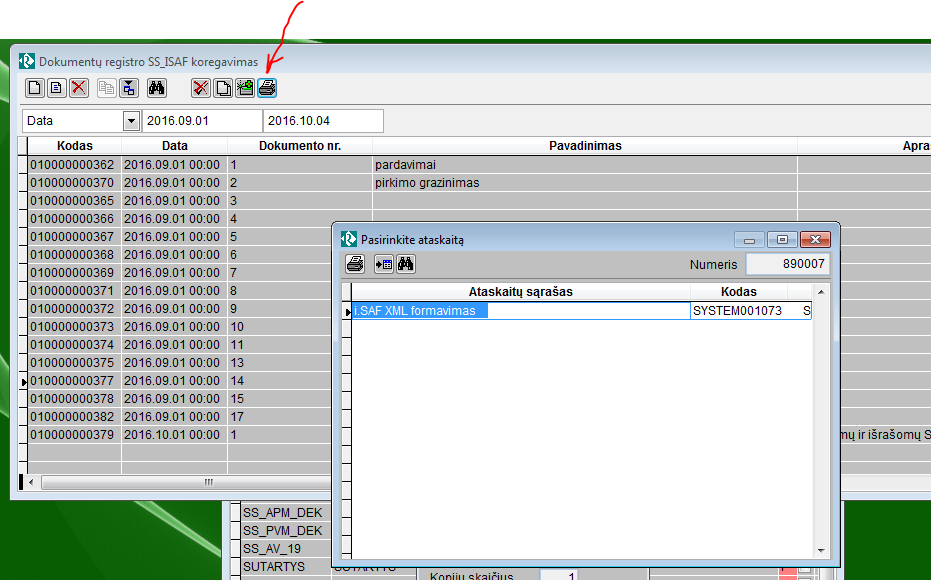 Dokumentų registro SS_ISAF koregavimas
Data 2016.09.01 2016.10.04
Kodas Data Dokumento nr. Pavadinimas Apra
010000000362 2016.09.01 00:00 1 pardavimai
010000000370 2016.09.01 00:00 2 pirkimo grazinimas
010000000365 2016.09.01 00:00 3
010000000366 2016.09.01 00:00 4
010000000367 2016.09.01 00:00 5
010000000368 2016.09.01 00:00 6
010000000369 2016.09.01 00:00 7
010000000371 2016.09.01 00:00 8
010000000372 2016.09.01 00:00 9
010000000373 2016.09.01 00:00 10
010000000374 2016.09.01 00:00 11
010000000375 2016.09.01 00:00 13
010000000377 2016.09.01 00:00 14
010000000378 2016.09.01 00:00 15
010000000382 2016.09.01 00:00 17
010000000379 2016.10.01 00:00 1 mų ir išrašomų S
Pasirinkite ataskaitą
Numeris 890007
Ataskaitų sąrašas Kodas
i.SAF XML formavimas SYSTEM001073 S
SS_APM_DEK
SS_PVM_DEK
SS_AV_19
SUTARTYS SUTARTYS
Kopijų skaičius 1